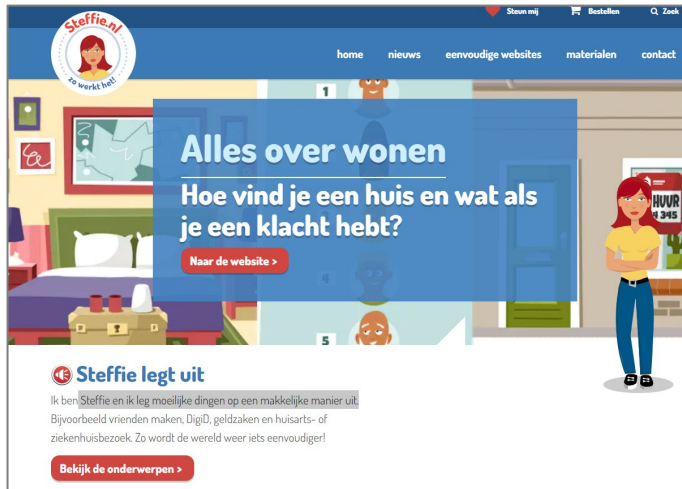 Steffie.nl
zo werkt het!
Steun mij Bestellen Zoek
home nieuws eenvoudige websites materialen contact
1
Alles over wonen
Hoe vind je een huis en wat als
je een klacht hebt?
Naar de website >
HUUR
345
5
Steffie legt uit
Ik ben Steffie en ik leg moeilijke dingen op een makkelijke manier uit.
Bijvoorbeeld vrienden maken, DigiD, geldzaken en huisarts- of
ziekenhuisbezoek. Zo wordt de wereld weer iets eenvoudiger!
Bekijk de onderwerpen >